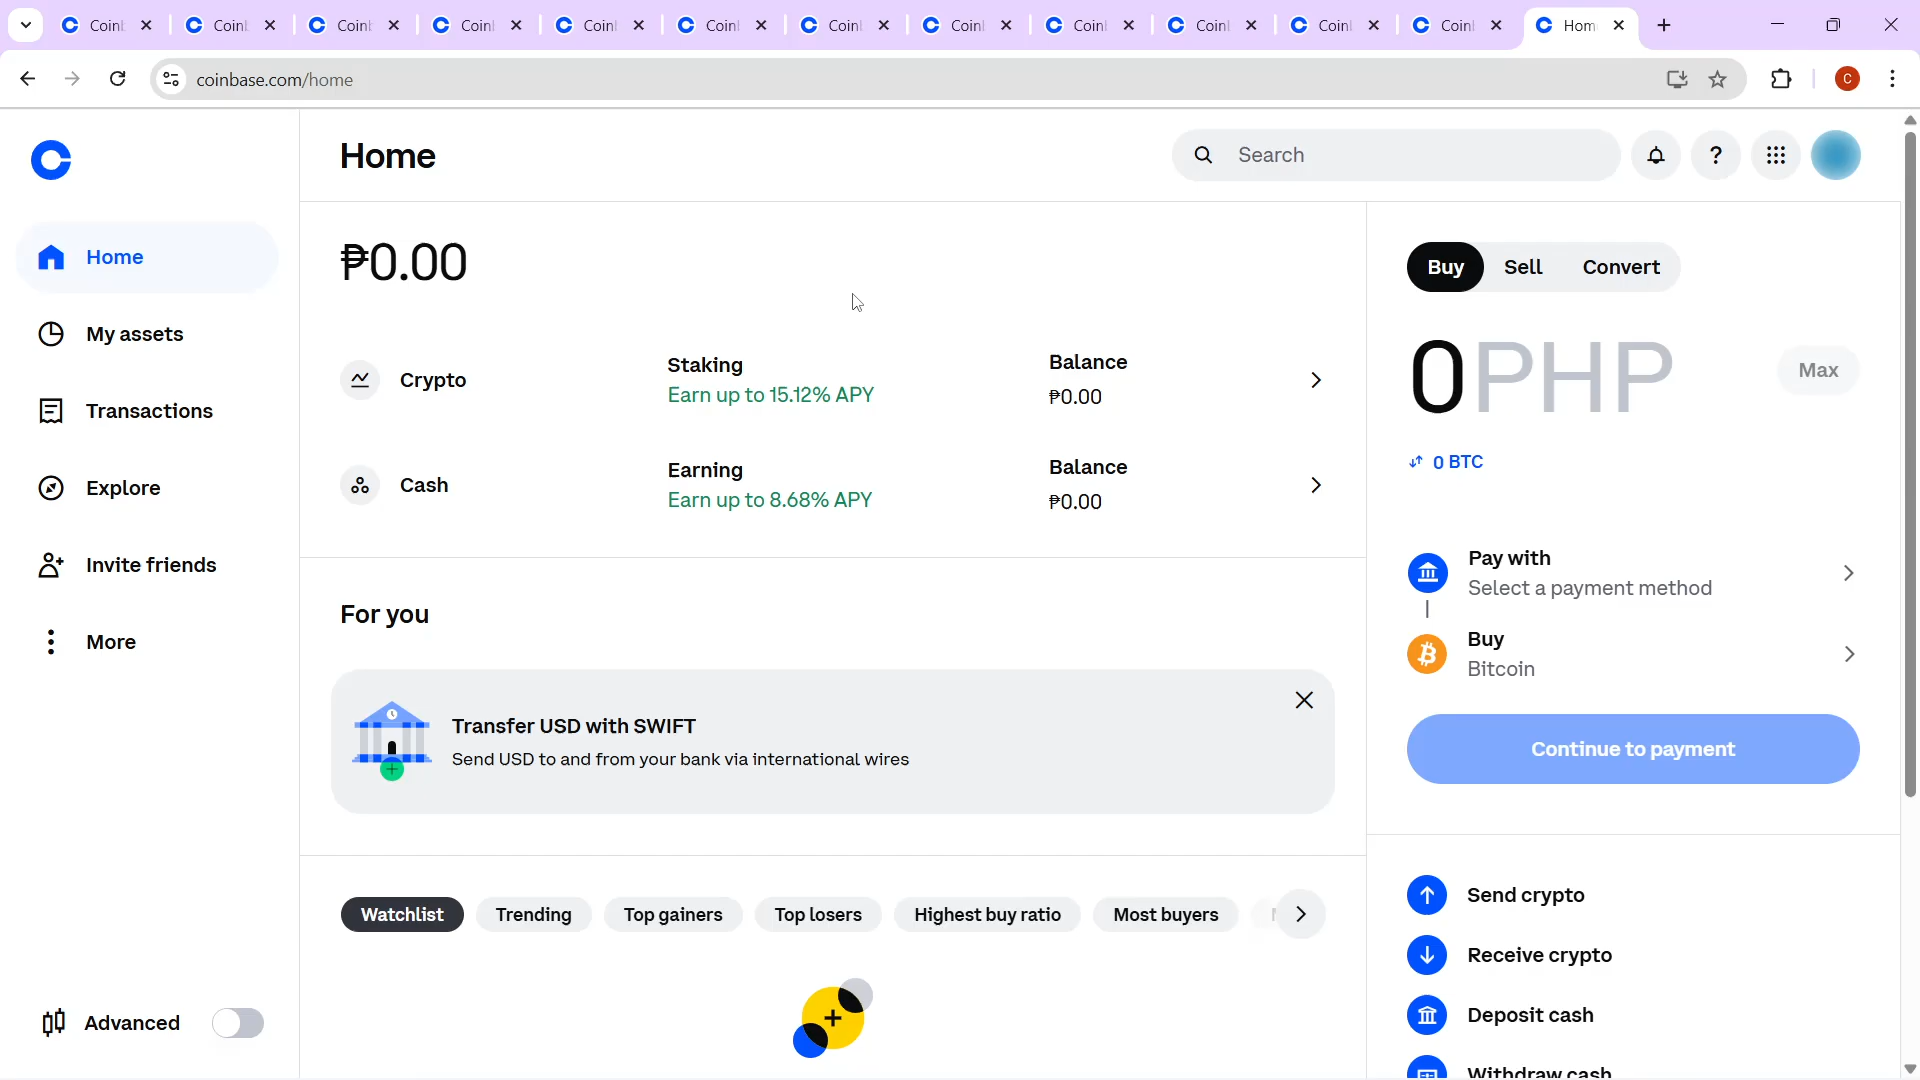 Coin
Coin
Coin
Coin
Coin
Coin
Coin
Coin
Coin
Coin
Coin
Coin
Hom
coinbase.com/home
C
Home
Search
?
Home
My assets
Transactions
Explore
Invite friends
More
Advanced
₱0.00
Crypto
Staking
Earn up to 15.12% APY
Balance
₱0.00
Cash
Earning
Earn up to 8.68% APY
Balance
₱0.00
For you
Transfer USD with SWIFT
Send USD to and from your bank via international wires
Watchlist Trending Top gainers Top losers Highest buy ratio Most buyers
Buy Sell Convert
0PHP
Max
0 BTC
Pay with
Select a payment method
Buy
Bitcoin
Continue to payment
Send crypto
Receive crypto
Deposit cash
Withdraw cash